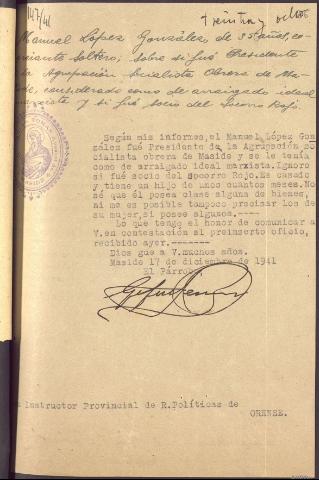 147/41
treinta y ocho
Manuel López González, de 35 años, co
soltero; sobre si fué Presidente
la Agrupación Socialista Obrera de Ma-
side, considerado como de arraigado ideal
marxista y si fué socio del Socorro Rojo.
Según mis informes, el Manuel López Gon
zález fué Presidente de la Agrupación so
cialista obrera de Maside y se le tenía
como de arraigado ideal marxista. Ignoro
si fué socio del Socorro Rojo. Es casado
y tiene un hijo de unos cuantos meses. No
sé que él posea clase alguna de bienes,
ni me es posible tampoco precisar los de
su mujer, si posee algunos.----
Lo que tengo el honor de comunicar a
V. en contestación al preinserto oficio,
recibido ayer.-------
Dios gue a V. muchos años.
Maside 17 de diciembre de 1941
El Párroco
Instructor Provincial de R. Políticas de
ORENSE.